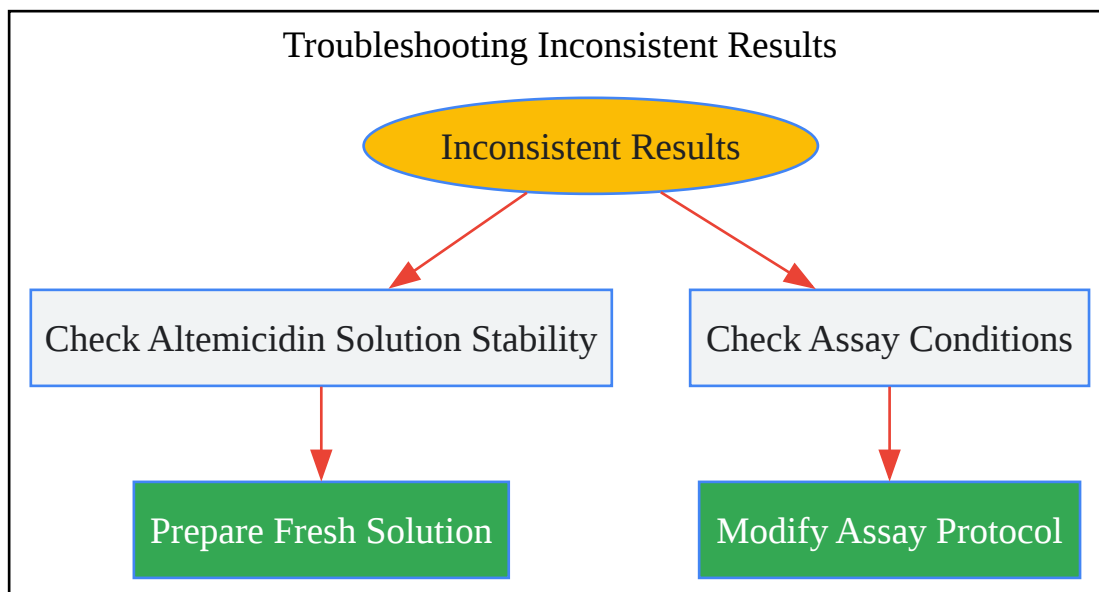 Troubleshooting Inconsistent Results
Inconsistent Results
Check Altemicidin Solution Stability
Check Assay Conditions
Prepare Fresh Solution
Modify Assay Protocol